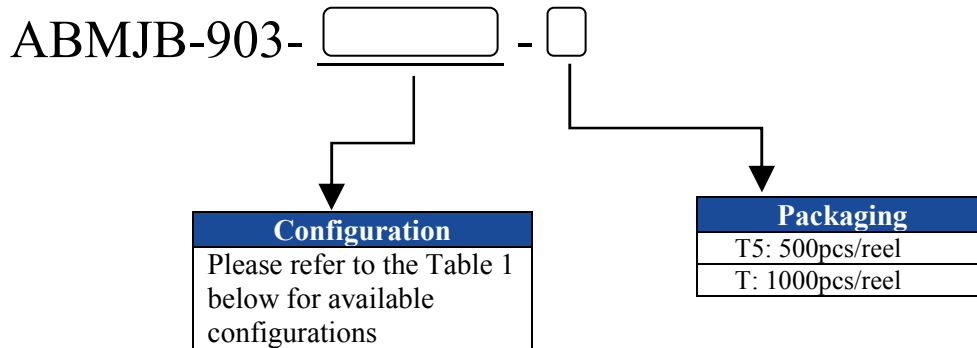 ABMJB-903- -
Configuration
Please refer to the Table 1
below for available
configurations
Packaging
T5: 500pcs/reel
T: 1000pcs/reel